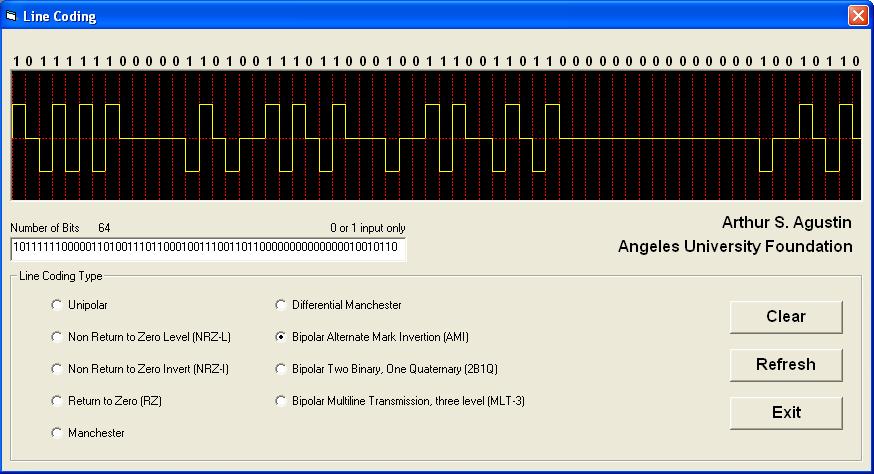 Line Coding
1 0 1 1 1 1 1 1 0 0 0 0 0 1 1 0 1 0 0 1 1 1 0 1 1 0 0 0 1 0 0 1 1 1 0 0 1 1 0 1 1 0 0 0 0 0 0 0 0 0 0 0 0 0 0 0 1 0 0 1 0 1 1 0
Number of Bits 64 0 or 1 input only
1011111100000110100111011000100111001101100000000000000010010110
Arthur S. Agustin
Angeles University Foundation
Line Coding Type
Unipolar
Non Return to Zero Level (NRZ-L)
Non Return to Zero Invert (NRZ-I)
Return to Zero (RZ)
Manchester
Differential Manchester
Bipolar Alternate Mark Invertion (AMI)
Bipolar Two Binary, One Quaternary (2B1Q)
Bipolar Multiline Transmission, three level (MLT-3)
Clear
Refresh
Exit